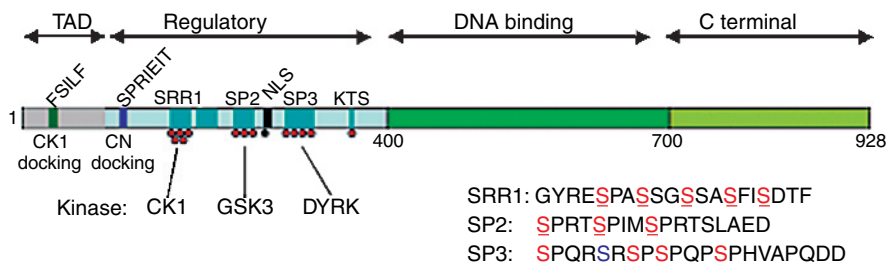 TAD Regulatory DNA binding C terminal
FSILF SPRIEIT SRR1 SP2 NLS SP3 KTS
1
CK1 docking CN docking 400 700 928
Kinase: CK1 GSK3 DYRK
SRR1: GYRESPASSGSSASFISDTF
SP2: SPRTSPIMSPRTSLAED
SP3: SPQRSRSPSPQPSPHVAPQDD